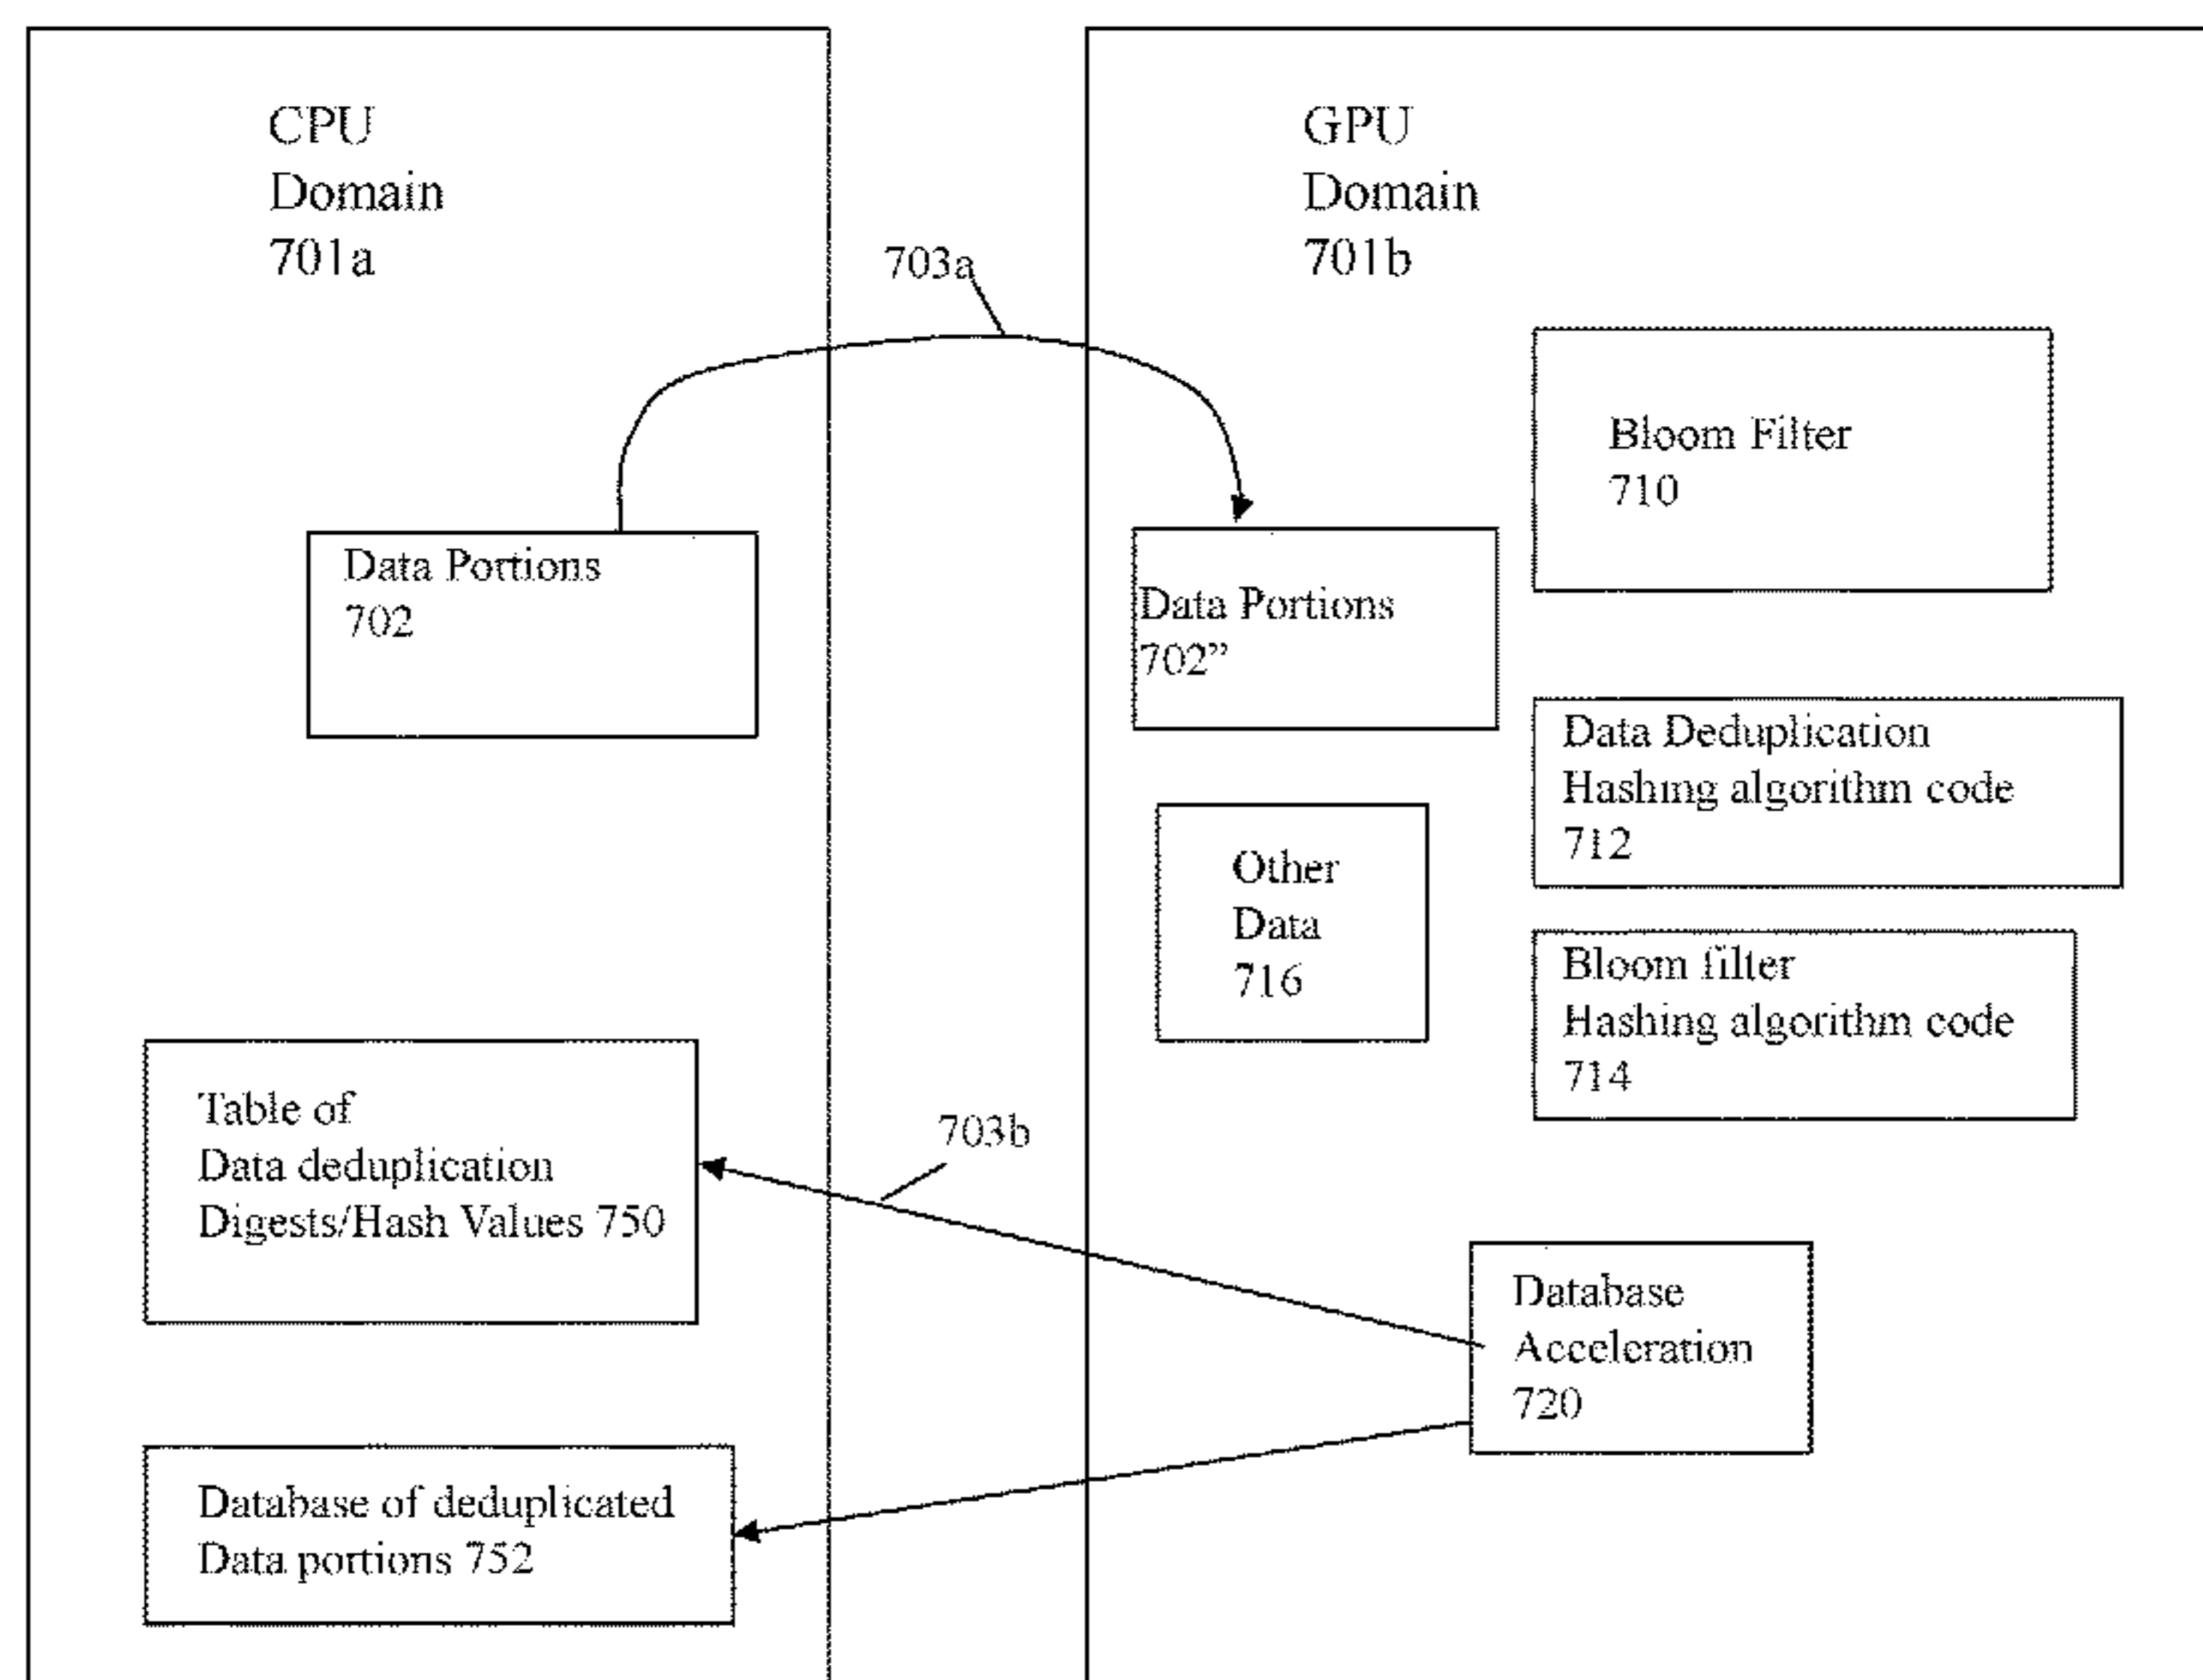 CPU
Domain
701a
GPU
Domain
701b
703a
Bloom Filter
710
Data Portions
702
Data Portions
702”
Data Deduplication
Hashing algorithm code
712
Other
Data
716
Bloom filter
Hashing algorithm code
714
Table of
Data deduplication
Digests/Hash Values 750
703b
Database
Acceleration
720
Database of deduplicated
Data portions 752